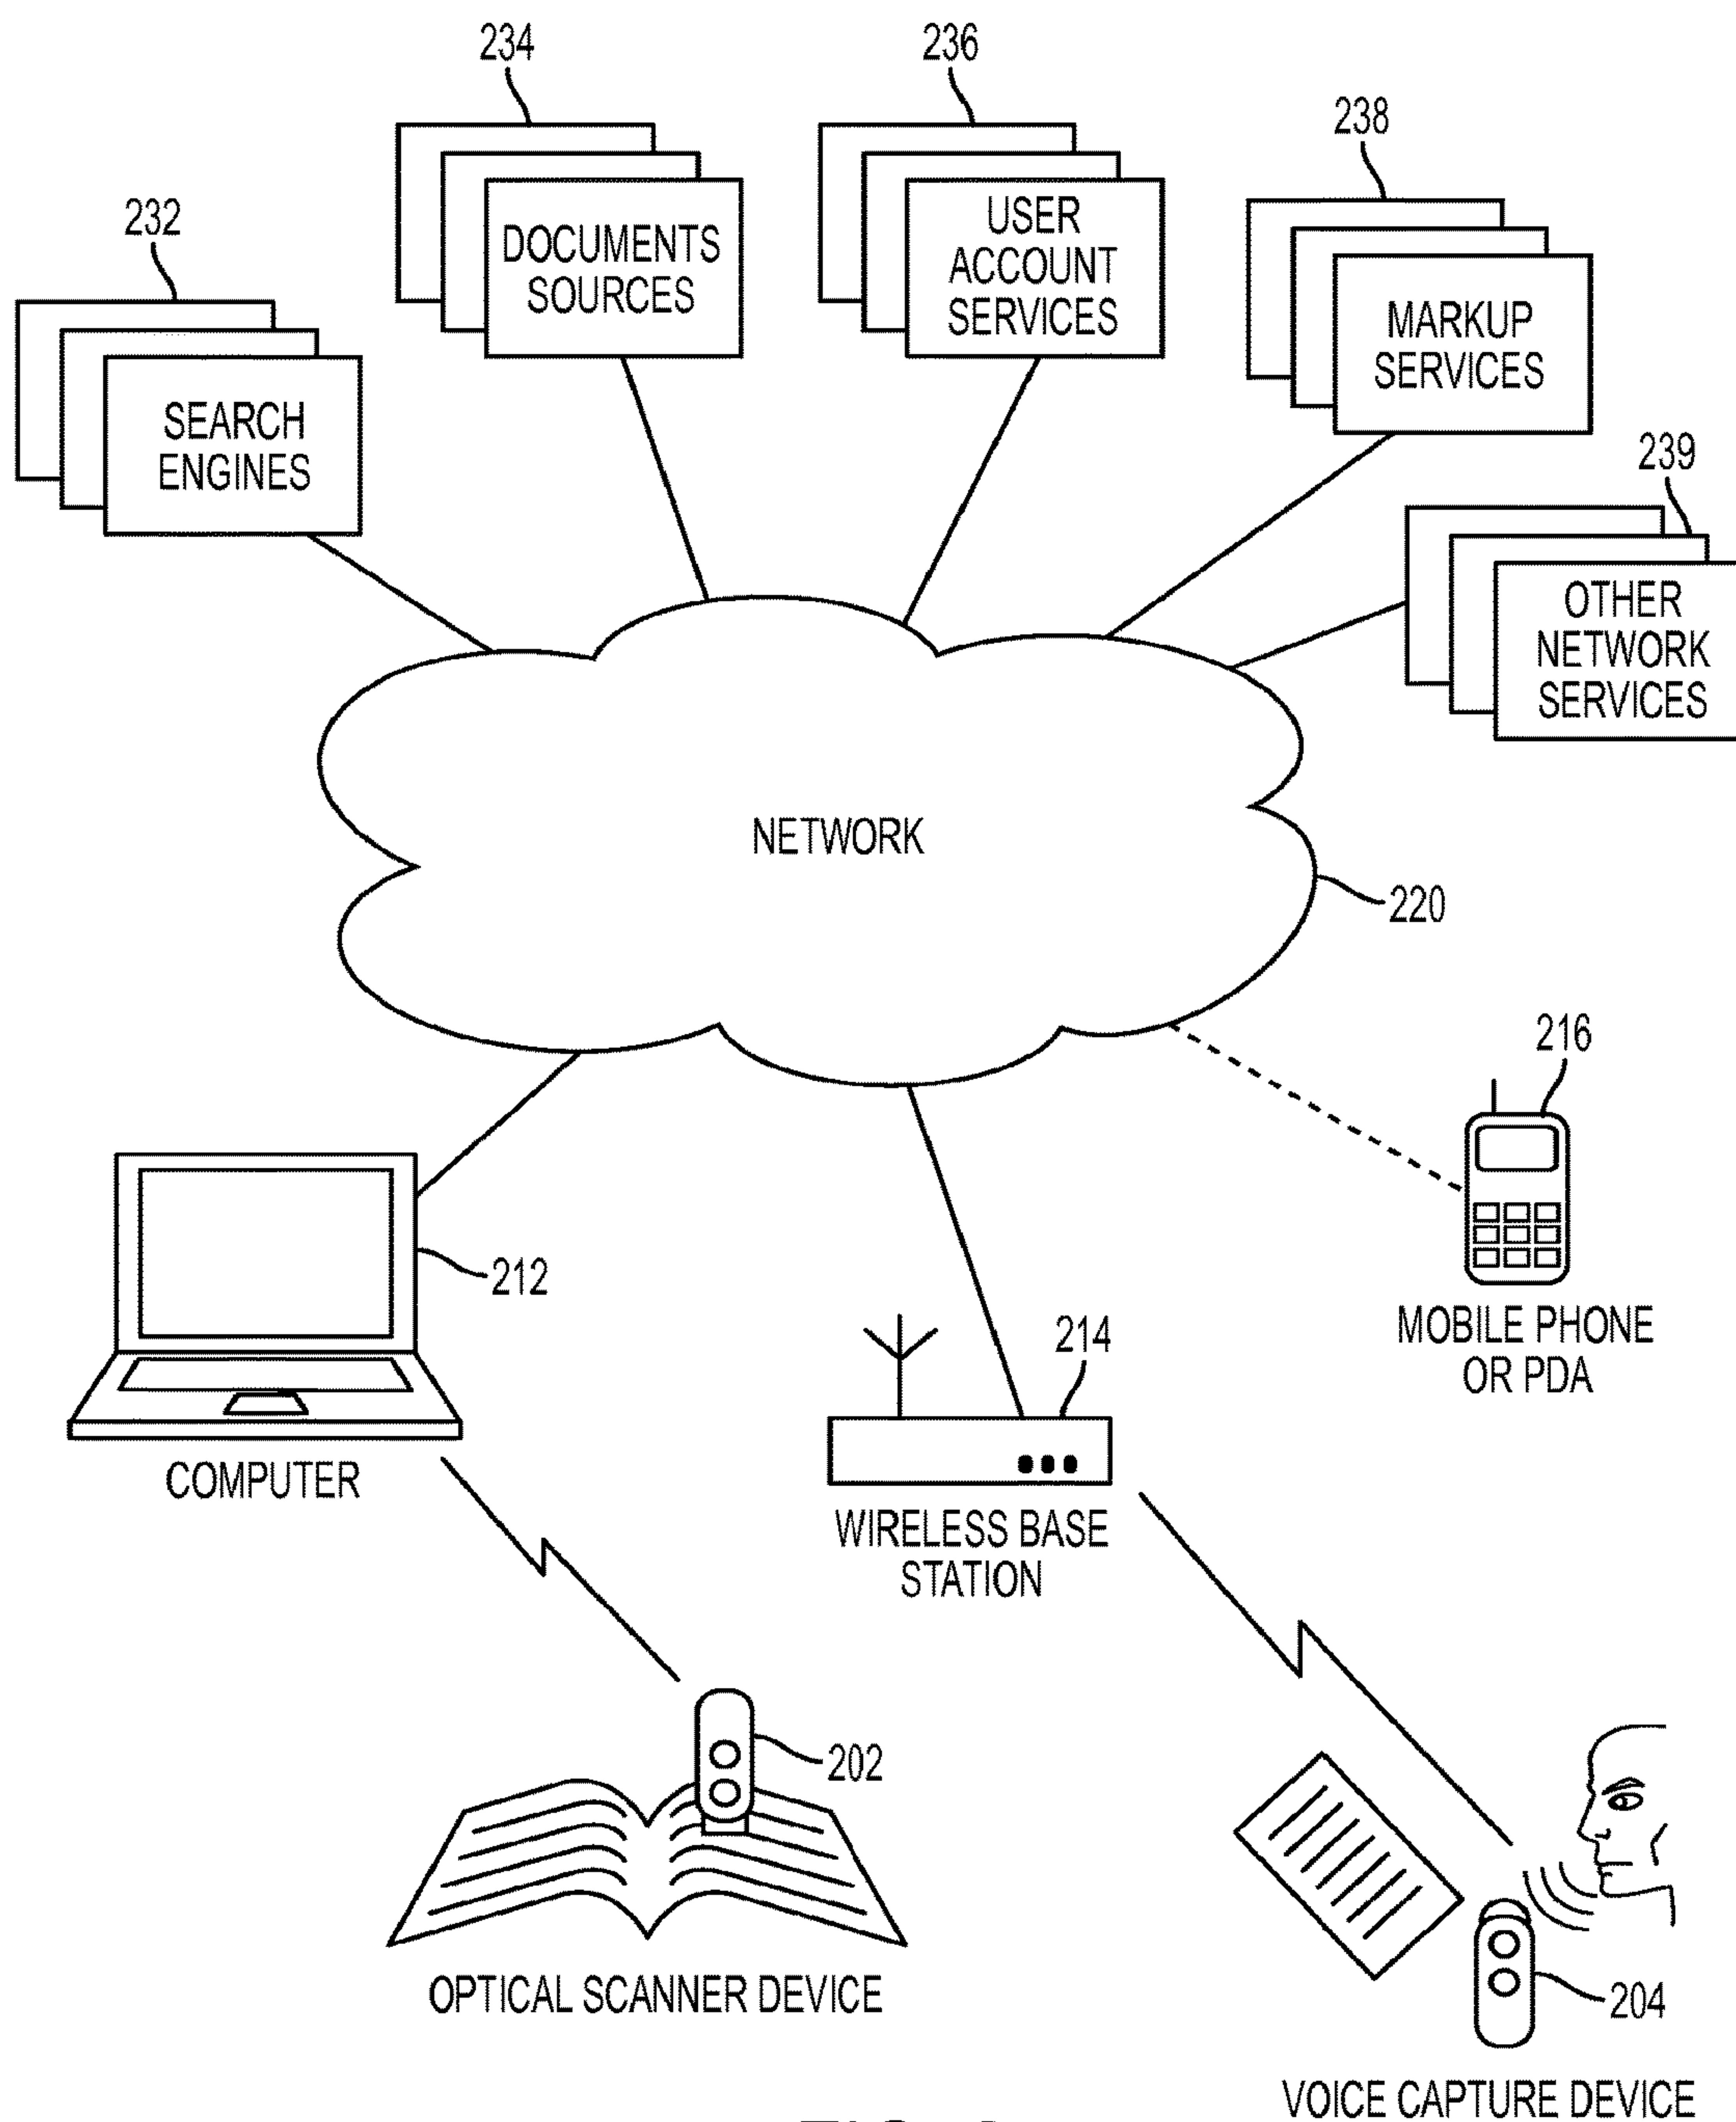 234
236
238
232
DOCUMENTS
SOURCES
USER
ACCOUNT
SERVICES
MARKUP
SERVICES
SEARCH
ENGINES
239
OTHER
NETWORK
SERVICES
NETWORK
220
216
212
MOBILE PHONE
OR PDA
214
COMPUTER
WIRELESS BASE
STATION
202
OPTICAL SCANNER DEVICE
204
VOICE CAPTURE DEVICE